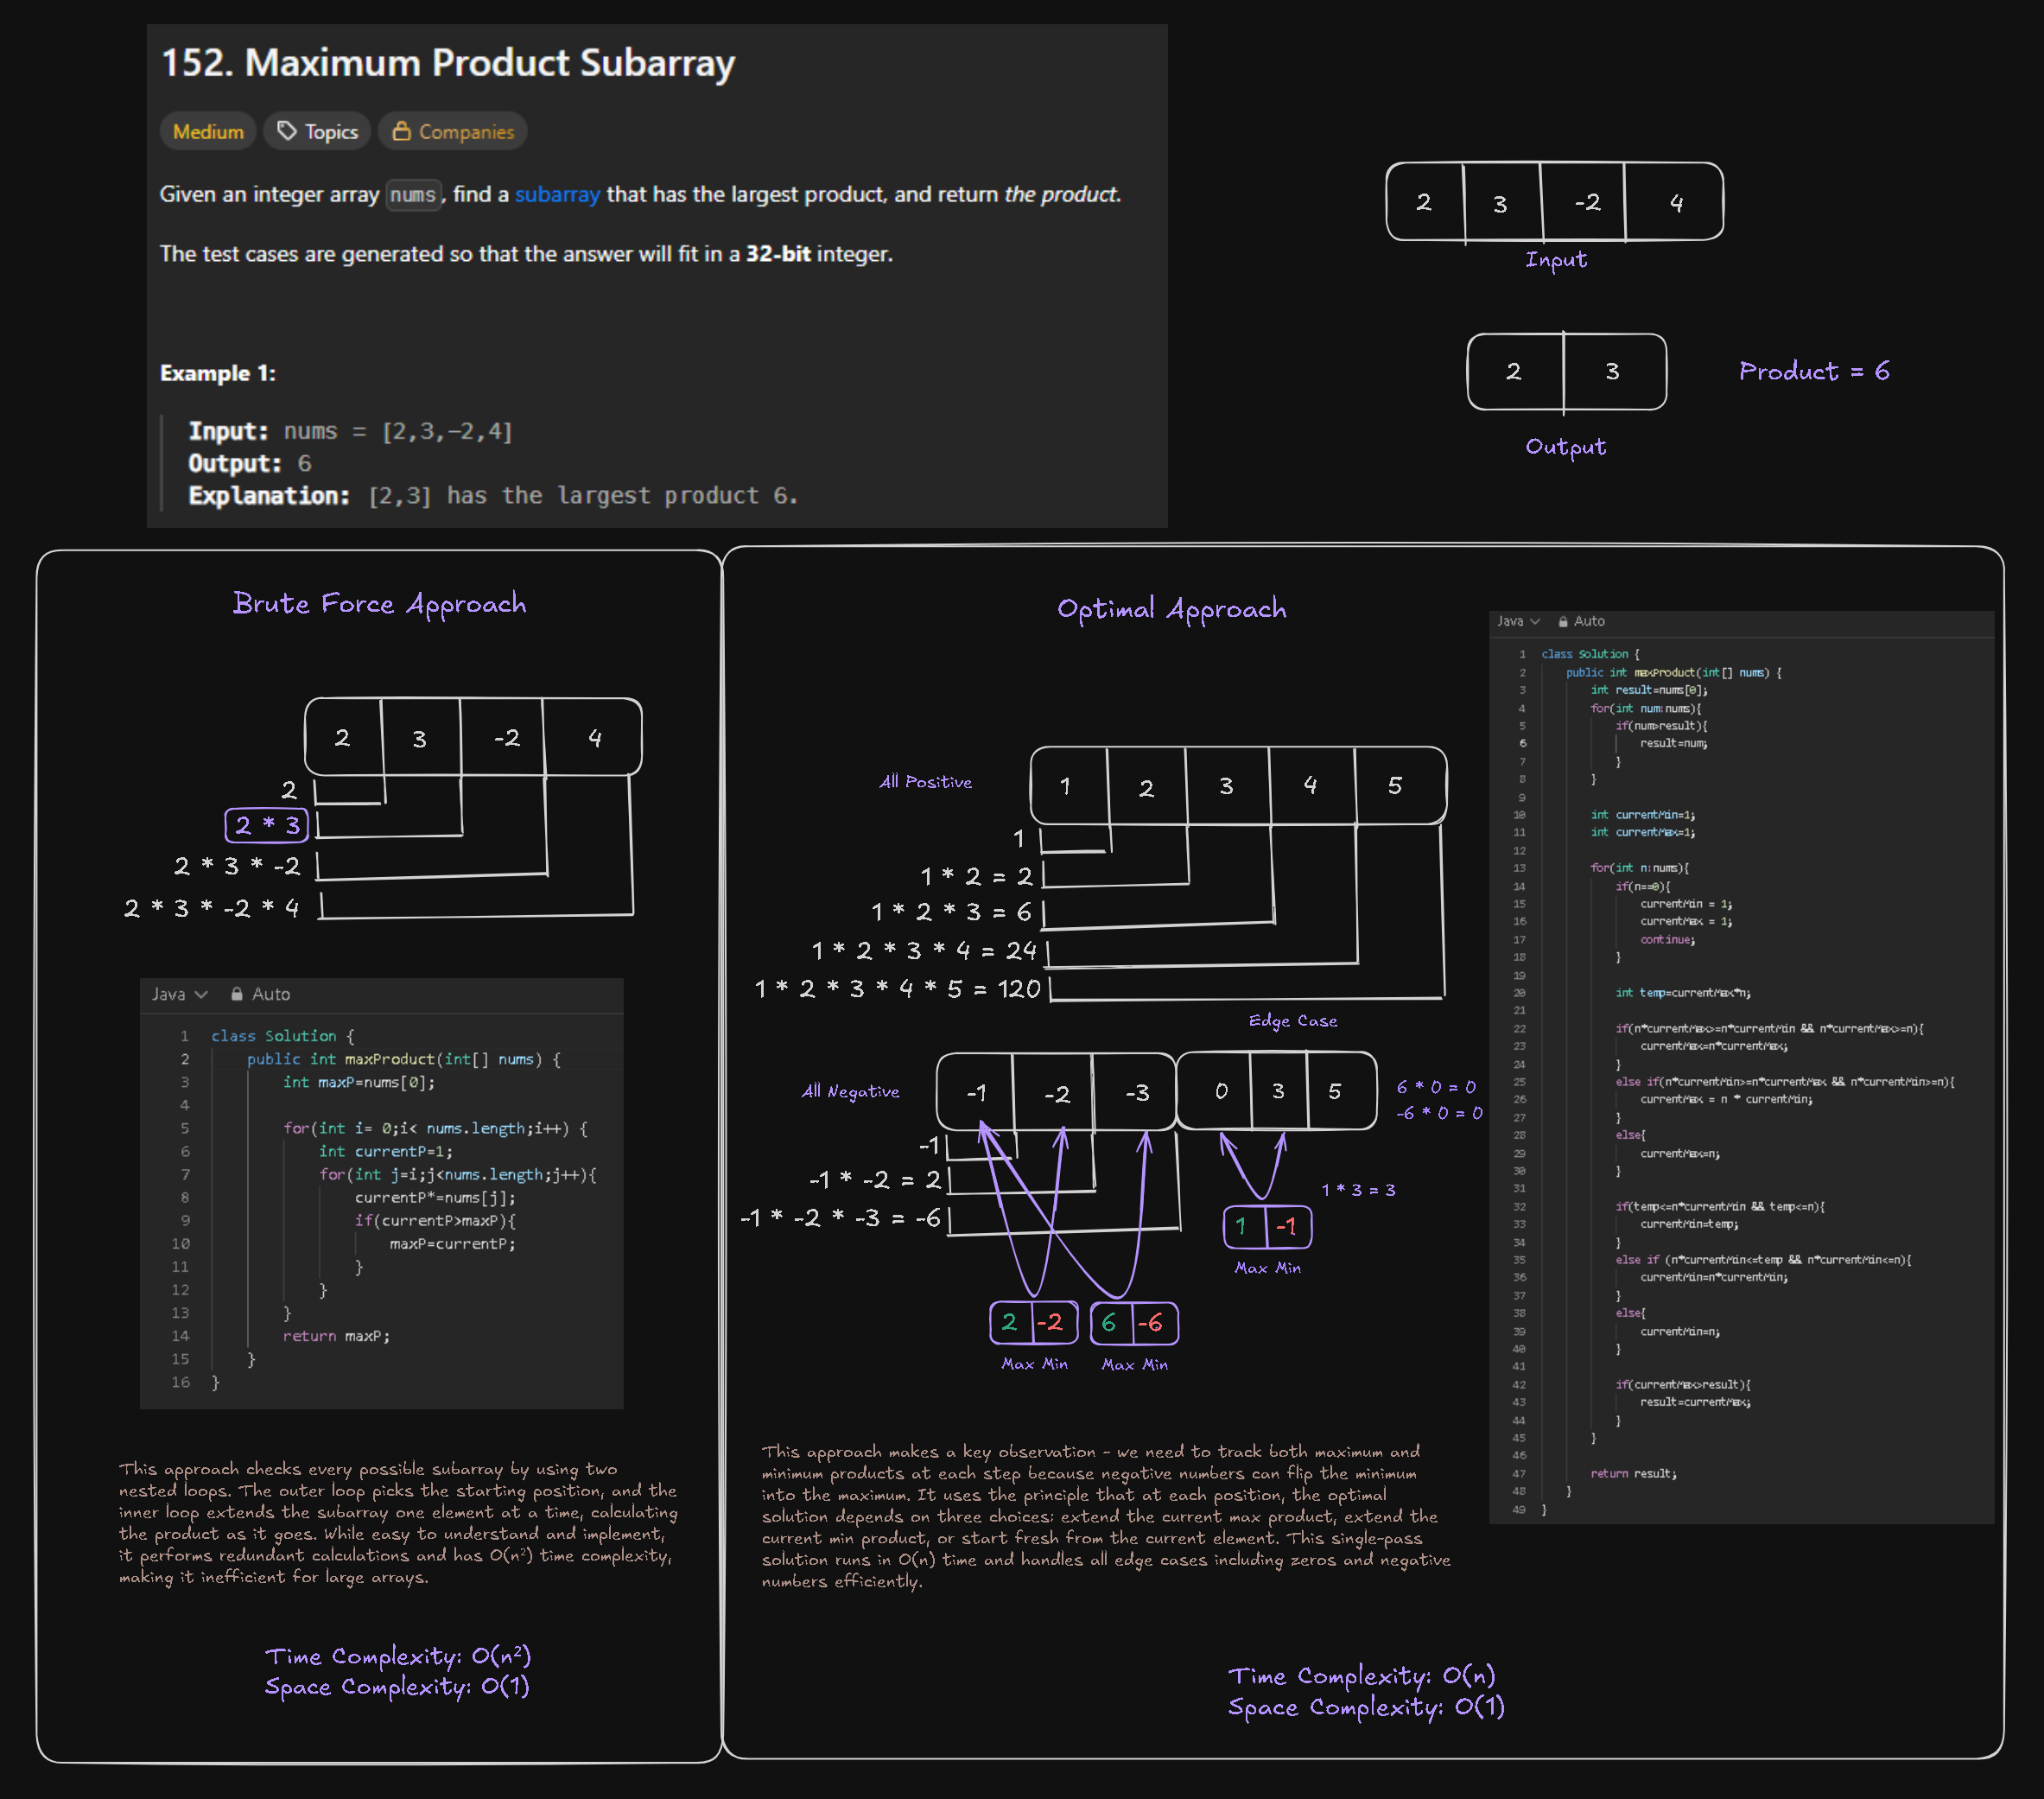 152. Maximum Product Subarray
Medium Topics Companies
Given an integer array nums, find a subarray that has the largest product, and return the product.
The test cases are generated so that the answer will fit in a 32-bit integer.
Example 1:
Input: nums = [2,3,-2,4]
Output: 6
Explanation: [2,3] has the largest product 6.
2 3 -2 4
Input
2 3
Product = 6
Output
Brute Force Approach
2 3 -2 4
2
2 * 3
2 * 3 * -2
2 * 3 * -2 * 4
Java Auto
1 class Solution {
2 public int maxProduct(int[] nums) {
3 int maxP=nums[0];
4
5 for(int i= 0;i< nums.length;i++) {
6 int currentP=1;
7 for(int j=i;j<nums.length;j++){
8 currentP*=nums[j];
9 if(currentP>maxP){
10 maxP=currentP;
11 }
12 }
13 }
14 return maxP;
15 }
16 }
This approach checks every possible subarray by using two
nested loops. The outer loop picks the starting position, and the
inner loop extends the subarray one element at a time, calculating
the product as it goes. While easy to understand and implement,
it performs redundant calculations and has O(n²) time complexity,
making it inefficient for large arrays.
Time Complexity: O(n²)
Space Complexity: O(1)
Optimal Approach
All Positive
1 2 3 4 5
1
1 * 2 = 2
1 * 2 * 3 = 6
1 * 2 * 3 * 4 = 24
1 * 2 * 3 * 4 * 5 = 120
Edge Case
All Negative
-1 -2 -3 0 3 5
6 * 0 = 0
-6 * 0 = 0
-1
-1 * -2 = 2
-1 * -2 * -3 = -6
1 * 3 = 3
1 -1
Max Min
2 -2
Max Min
6 -6
Max Min
This approach makes a key observation - we need to track both maximum and
minimum products at each step because negative numbers can flip the minimum
into the maximum. It uses the principle that at each position, the optimal
solution depends on three choices: extend the current max product, extend the
current min product, or start fresh from the current element. This single-pass
solution runs in O(n) time and handles all edge cases including zeros and negative
numbers efficiently.
Java Auto
1 class Solution {
2 public int maxProduct(int[] nums) {
3 int result=nums[0];
4 for(int num:nums){
5 if(num>result){
6 result=num;
7 }
8 }
9
10 int currentMin=1;
11 int currentMax=1;
12
13 for(int n:nums){
14 if(n==0){
15 currentMin = 1;
16 currentMax = 1;
17 continue;
18 }
19
20 int temp=currentMax*n;
21
22 if(n*currentMax>=n*currentMin && n*currentMax>=n){
23 currentMax=n*currentMax;
24 }
25 else if(n*currentMin>=n*currentMax && n*currentMin>=n){
26 currentMax = n * currentMin;
27 }
28 else{
29 currentMax=n;
30 }
31
32 if(temp<=n*currentMin && temp<=n){
33 currentMin=temp;
34 }
35 else if (n*currentMin<=temp && n*currentMin<=n){
36 currentMin=n*currentMin;
37 }
38 else{
39 currentMin=n;
40 }
41
42 if(currentMax>result){
43 result=currentMax;
44 }
45 }
46
47 return result;
48 }
49 }
Time Complexity: O(n)
Space Complexity: O(1)